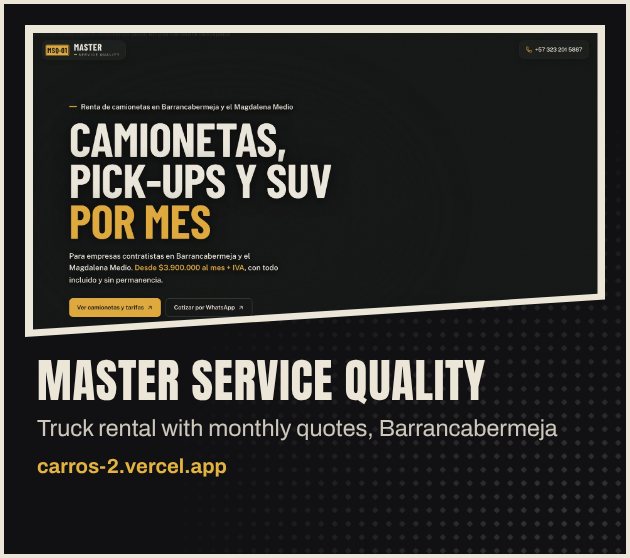 MSQ-01 MASTER
SERVICE QUALITY
+57 323 201 5887
Renta de camionetas en Barrancabermeja y el Magdalena Medio
CAMIONETAS,
PICK-UPS Y SUV
POR MES
Para empresas contratistas en Barrancabermeja y el
Magdalena Medio. Desde $3.900.000 al mes + IVA, con todo
incluido y sin permanencia.
Ver camionetas y tarifas ↗
Cotizar por WhatsApp ↗
MASTER SERVICE QUALITY
Truck rental with monthly quotes, Barrancabermeja
carros-2.vercel.app